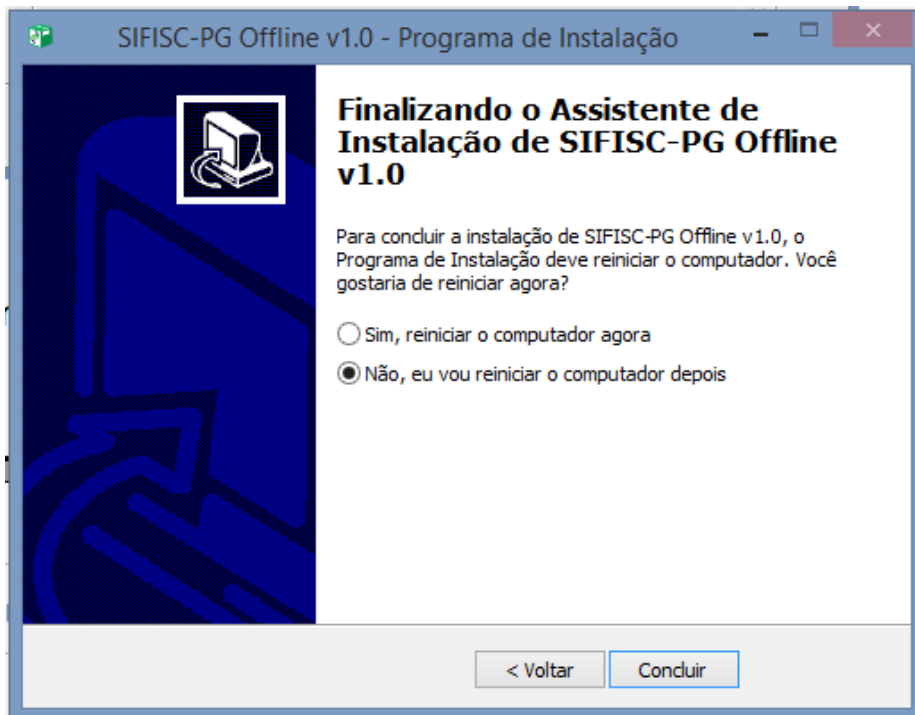 SIFISC-PG Offline v1.0 - Programa de Instalação
Finalizando o Assistente de
Instalação de SIFISC-PG Offline
v1.0
Para concluir a instalação de SIFISC-PG Offline v1.0, o
Programa de Instalação deve reiniciar o computador. Você
gostaria de reiniciar agora?
Sim, reiniciar o computador agora
Não, eu vou reiniciar o computador depois
< Voltar
Concluir